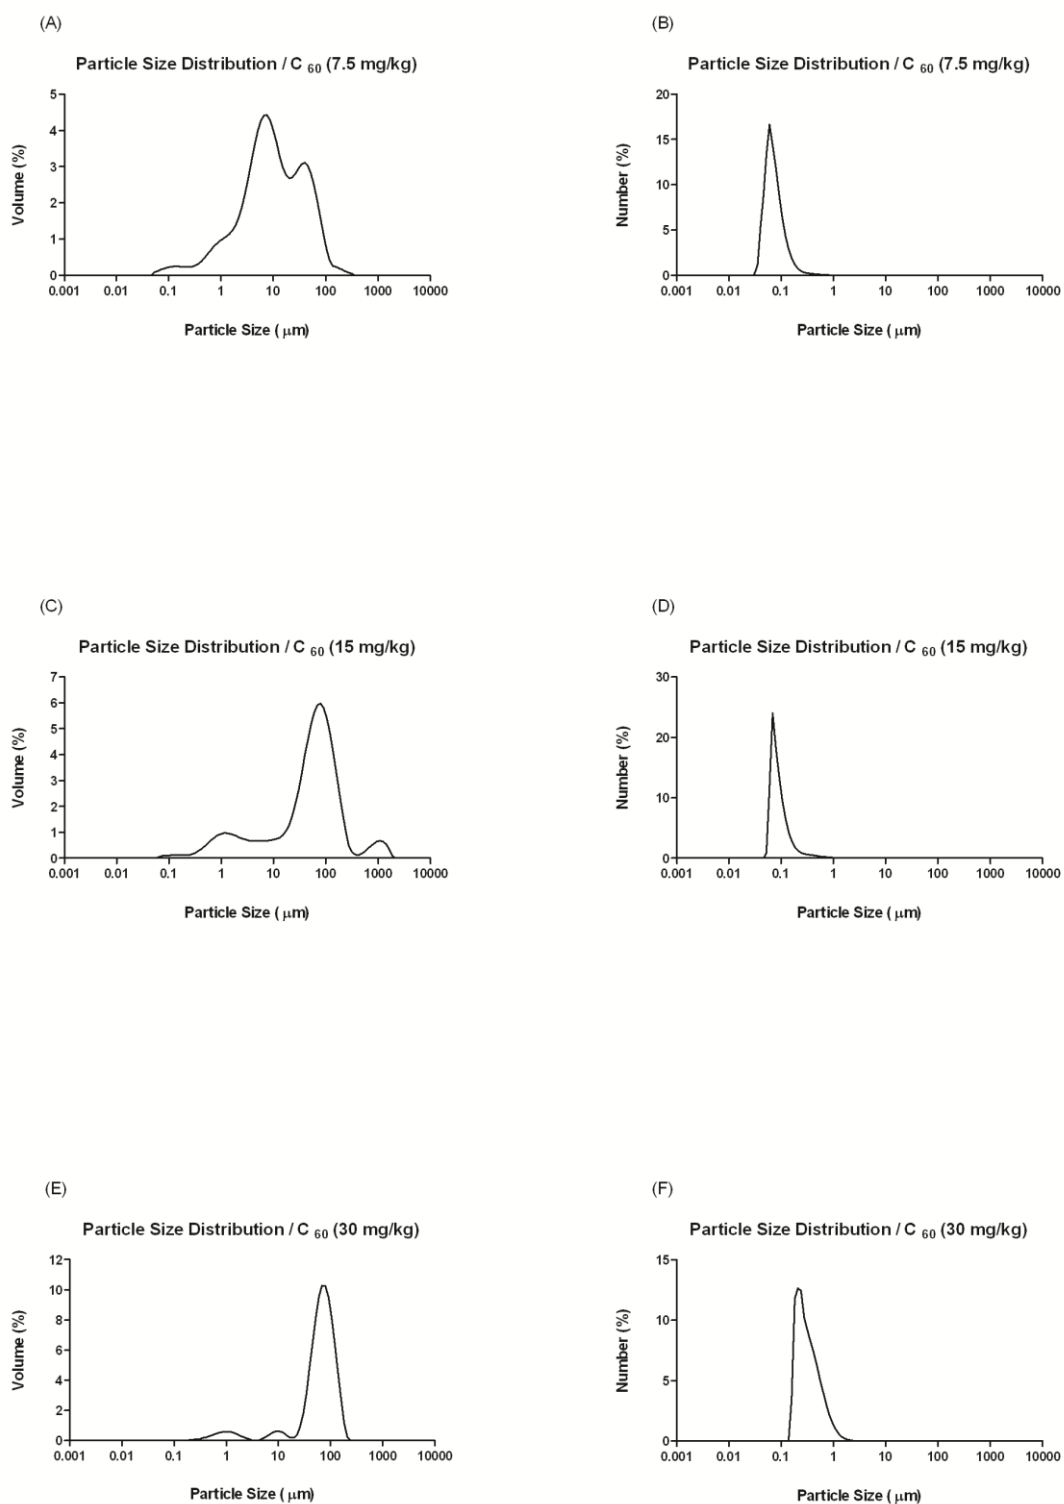 (A)
Particle Size Distribution / C 60 (7.5 mg/kg)
5
4
3
2
1
0
Volume (%)
0.001 0.01 0.1 1 10 100 1000 10000
Particle Size ( μm)
(B)
Particle Size Distribution / C 60 (7.5 mg/kg)
20
15
10
5
0
Number (%)
0.001 0.01 0.1 1 10 100 1000 10000
Particle Size ( μm)
(C)
Particle Size Distribution / C 60 (15 mg/kg)
7
6
5
4
3
2
1
0
Volume (%)
0.001 0.01 0.1 1 10 100 1000 10000
Particle Size ( μm)
(D)
Particle Size Distribution / C 60 (15 mg/kg)
30
20
10
0
Number (%)
0.001 0.01 0.1 1 10 100 1000 10000
Particle Size ( μm)
(E)
Particle Size Distribution / C 60 (30 mg/kg)
12
10
8
6
4
2
0
Volume (%)
0.001 0.01 0.1 1 10 100 1000 10000
Particle Size ( μm)
(F)
Particle Size Distribution / C 60 (30 mg/kg)
15
10
5
0
Number (%)
0.001 0.01 0.1 1 10 100 1000 10000
Particle Size ( μm)